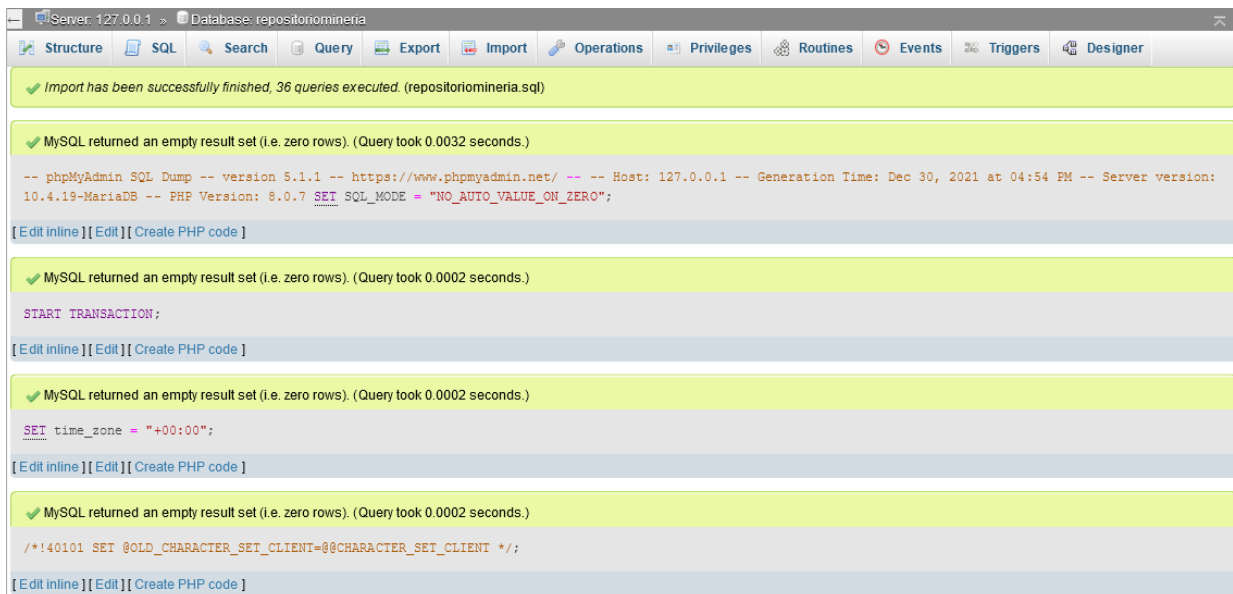 Server: 127.0.0.1 » Database: repositoriomineria
Structure SQL Search Query Export Import Operations Privileges Routines Events Triggers Designer
Import has been successfully finished, 36 queries executed. (repositoriomineria.sql)
MySQL returned an empty result set (i.e. zero rows). (Query took 0.0032 seconds.)
-- phpMyAdmin SQL Dump -- version 5.1.1 -- https://www.phpmyadmin.net/ -- -- Host: 127.0.0.1 -- Generation Time: Dec 30, 2021 at 04:54 PM -- Server version:
10.4.19-MariaDB -- PHP Version: 8.0.7 SET SQL_MODE = "NO_AUTO_VALUE_ON_ZERO";
[ Edit inline ] [ Edit ] [ Create PHP code ]
MySQL returned an empty result set (i.e. zero rows). (Query took 0.0002 seconds.)
START TRANSACTION;
[ Edit inline ] [ Edit ] [ Create PHP code ]
MySQL returned an empty result set (i.e. zero rows). (Query took 0.0002 seconds.)
SET time_zone = "+00:00";
[ Edit inline ] [ Edit ] [ Create PHP code ]
MySQL returned an empty result set (i.e. zero rows). (Query took 0.0002 seconds.)
/*!40101 SET @OLD_CHARACTER_SET_CLIENT=@@CHARACTER_SET_CLIENT */;
[ Edit inline ] [ Edit ] [ Create PHP code ]